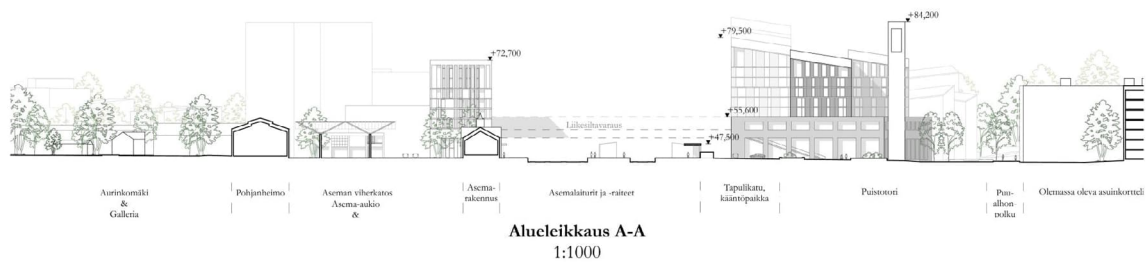 +84,200
+79,500
+72,700
+55,600
Liikesiltavaraus
+47,500
Aurinkomäki
&
Galleria
Pohjanheimo
Aseman viherkatos
Asema-aukio
&
Asema-
rakennus
Asemalaiturit ja -raiteet
Tapulikatu,
kääntöpaikka
Puistotori
Puu-
alhon-
polku
Olemassa oleva asuinkortteli
Alueleikkaus A-A
1:1000